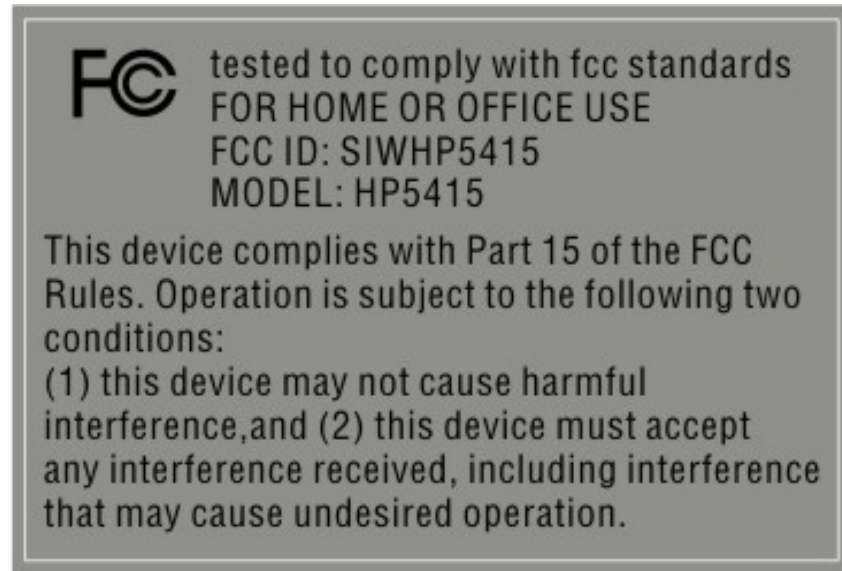 FC tested to comply with fcc standards
FOR HOME OR OFFICE USE
FCC ID: SIWHP5415
MODEL: HP5415
This device complies with Part 15 of the FCC
Rules. Operation is subject to the following two
conditions:
(1) this device may not cause harmful
interference,and (2) this device must accept
any interference received, including interference
that may cause undesired operation.